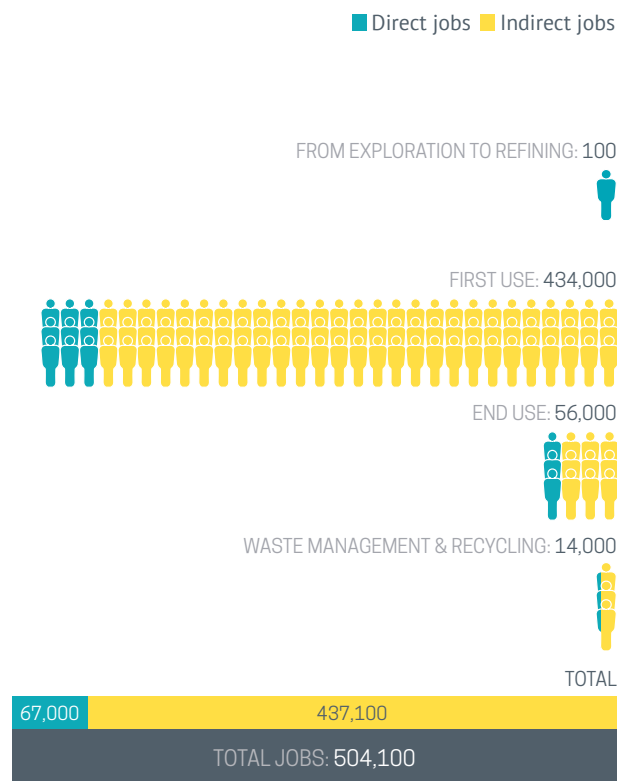 Direct jobs Indirect jobs
FROM EXPLORATION TO REFINING: 100
FIRST USE: 434,000
END USE: 56,000
WASTE MANAGEMENT & RECYCLING: 14,000
TOTAL
67,000 437,100
TOTAL JOBS: 504,100